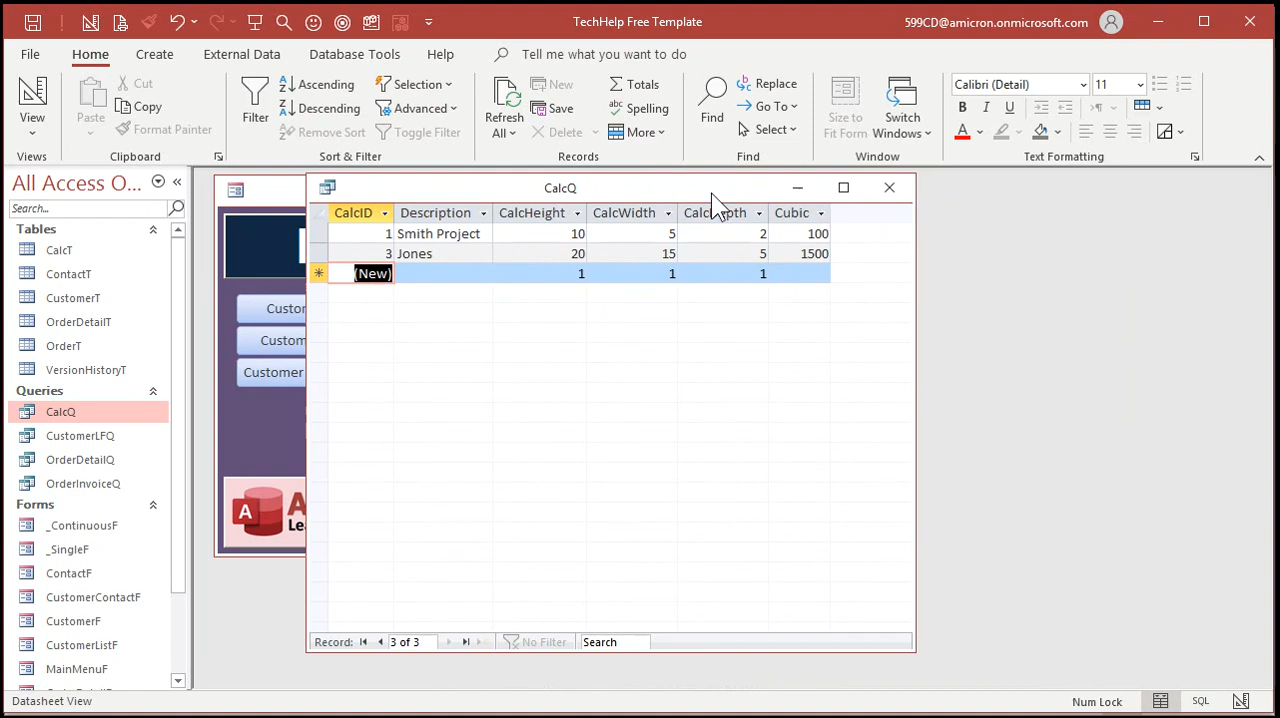 TechHelp Free Template
599CD@amicron.onmicrosoft.com
File Home Create External Data Database Tools Help Tell me what you want to do
View
Views
Paste
Cut
Copy
Format Painter
Clipboard
Filter
Ascending
Descending
Remove Sort
Selection
Advanced
Toggle Filter
Sort & Filter
Refresh All
New
Save
Delete
Totals
Spelling
More
Records
Find
Replace
Go To
Select
Find
Size to Fit Form
Switch Windows
Window
Calibri (Detail) 11
B I U
A
Text Formatting
All Access O...
Search...
Tables
CalcT
ContactT
CustomerT
OrderDetailT
OrderT
VersionHistoryT
Queries
CalcQ
CustomerLFQ
OrderDetailQ
OrderInvoiceQ
Forms
_ContinuousF
_SingleF
ContactF
CustomerContactF
CustomerF
CustomerListF
MainMenuF
Custo
Custom
Customer
A
Le
CalcQ
CalcID Description CalcHeight CalcWidth CalcDepth Cubic
1 Smith Project 10 5 2 100
3 Jones 20 15 5 1500
(New) 1 1 1
Record: 3 of 3 No Filter Search
Datasheet View
Num Lock SQL